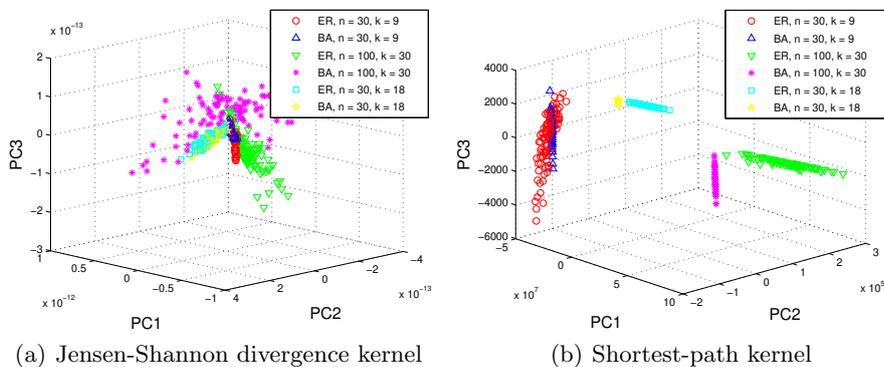 x 10⁻¹³
2
1
0
−1
−2
−3
PC3
1
0.5
0
−0.5
−1
x 10⁻¹²
PC1
4
2
0
−2
−4
x 10⁻¹³
PC2
ER, n = 30, k = 9
BA, n = 30, k = 9
ER, n = 100, k = 30
BA, n = 100, k = 30
ER, n = 30, k = 18
BA, n = 30, k = 18
(a) Jensen-Shannon divergence kernel
4000
2000
0
−2000
−4000
−6000
PC3
−5
0
5
10
x 10⁷
PC1
−2
−1
0
1
2
3
x 10⁵
PC2
ER, n = 30, k = 9
BA, n = 30, k = 9
ER, n = 100, k = 30
BA, n = 100, k = 30
ER, n = 30, k = 18
BA, n = 30, k = 18
(b) Shortest-path kernel